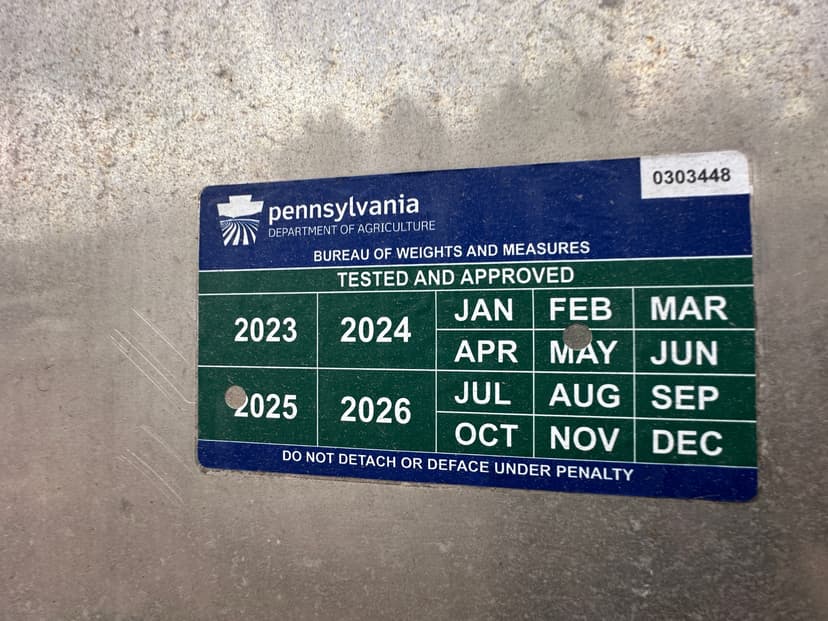 0303448
pennsylvania
DEPARTMENT OF AGRICULTURE
BUREAU OF WEIGHTS AND MEASURES
TESTED AND APPROVED
2023 2024 JAN FEB MAR
APR MAY JUN
2025 2026 JUL AUG SEP
OCT NOV DEC
DO NOT DETACH OR DEFACE UNDER PENALTY